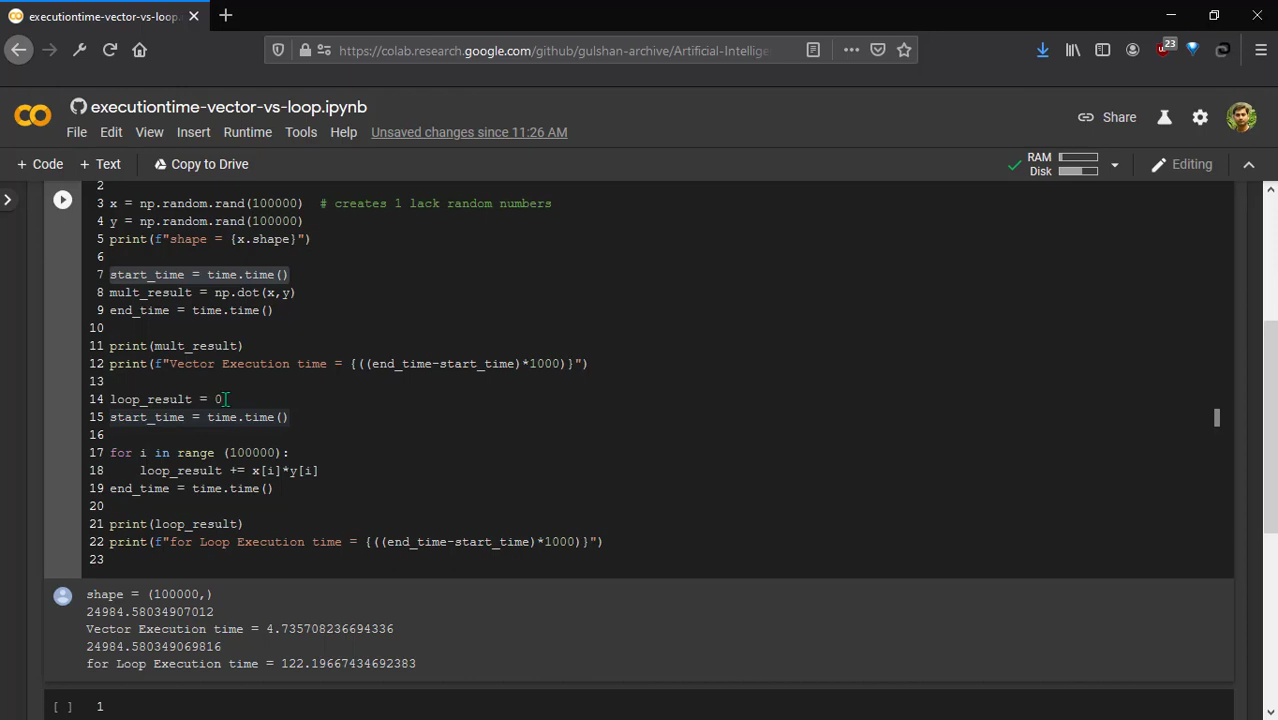 executiontime-vector-vs-loop.
https://colab.research.google.com/github/gulshan-archive/Artificial-Intellige
23
executiontime-vector-vs-loop.ipynb
File Edit View Insert Runtime Tools Help Unsaved changes since 11:26 AM
Share
+ Code + Text Copy to Drive
RAM
Disk
Editing
2
3 x = np.random.rand(100000)  # creates 1 lack random numbers
4 y = np.random.rand(100000)
5 print(f"shape = {x.shape}")
6
7 start_time = time.time()
8 mult_result = np.dot(x,y)
9 end_time = time.time()
10
11 print(mult_result)
12 print(f"Vector Execution time = {((end_time-start_time)*1000)}")
13
14 loop_result = 0
15 start_time = time.time()
16
17 for i in range (100000):
18     loop_result += x[i]*y[i]
19 end_time = time.time()
20
21 print(loop_result)
22 print(f"for Loop Execution time = {((end_time-start_time)*1000)}")
23
shape = (100000,)
24984.58034907012
Vector Execution time = 4.735708236694336
24984.580349069816
for Loop Execution time = 122.19667434692383
[ ] 1